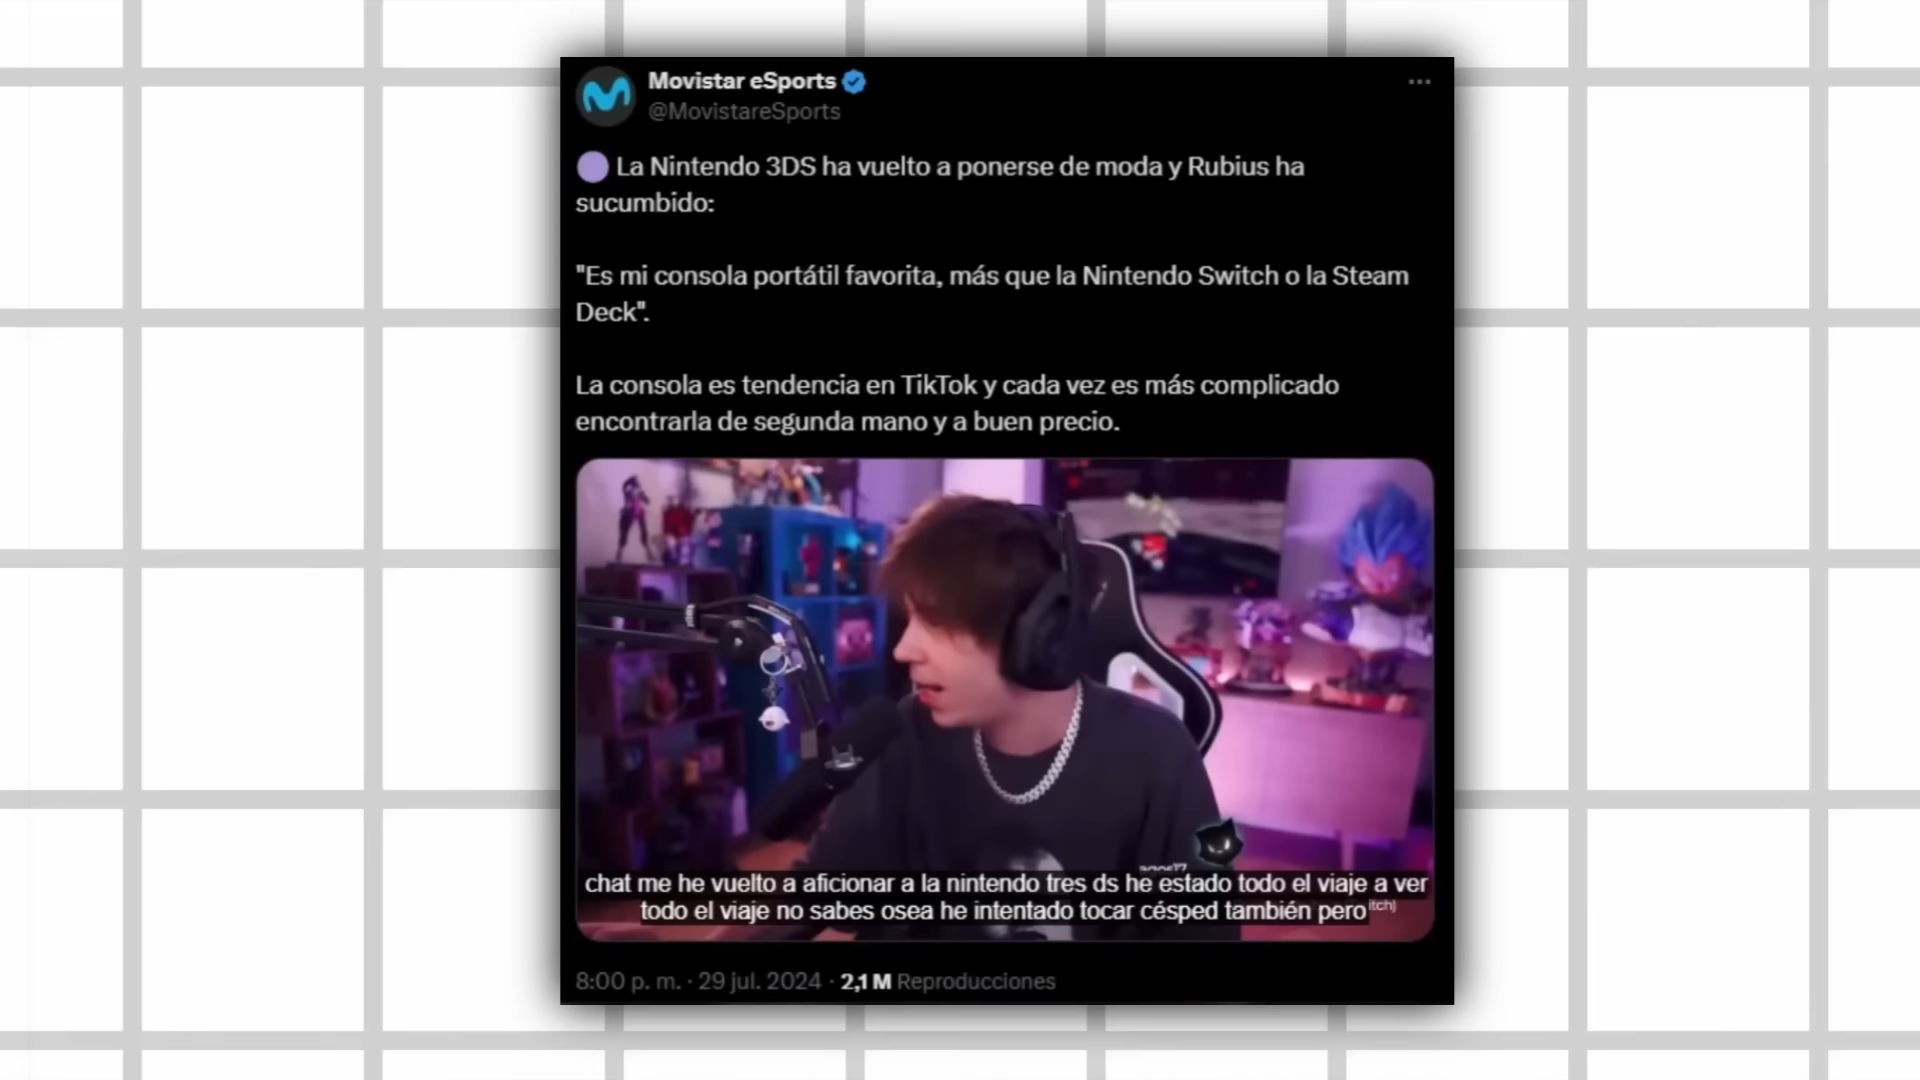 Movistar eSports
@MovistareSports
La Nintendo 3DS ha vuelto a ponerse de moda y Rubius ha
sucumbido:
"Es mi consola portátil favorita, más que la Nintendo Switch o la Steam
Deck".
La consola es tendencia en TikTok y cada vez es más complicado
encontrarla de segunda mano y a buen precio.
chat me he vuelto a aficionar a la nintendo tres ds he estado todo el viaje a ver
todo el viaje no sabes osea he intentado tocar césped también pero
8:00 p. m. · 29 jul. 2024 · 2,1 M Reproducciones